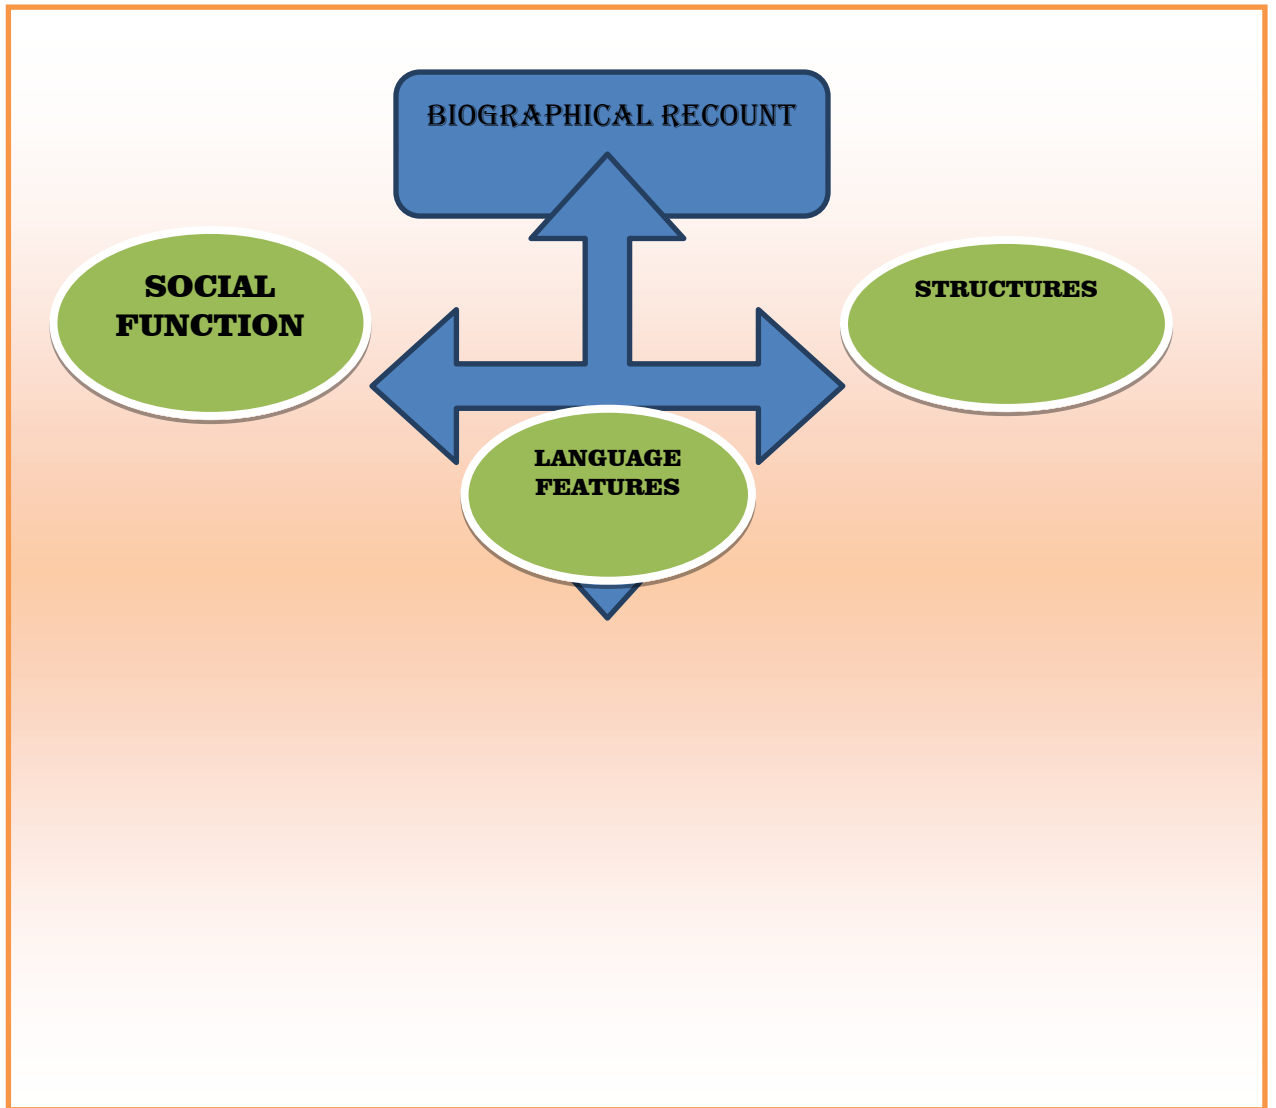 BIOGRAPHICAL RECOUNT
SOCIAL
FUNCTION
STRUCTURES
LANGUAGE
FEATURES